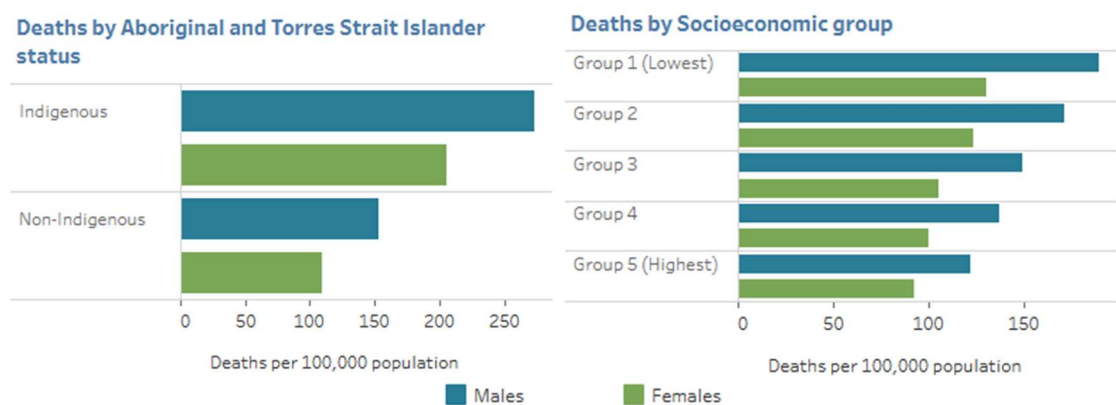 Deaths by Aboriginal and Torres Strait Islander
status
Indigenous
Non-Indigenous
0 50 100 150 200 250
Deaths per 100,000 population
Deaths by Socioeconomic group
Group 1 (Lowest)
Group 2
Group 3
Group 4
Group 5 (Highest)
0 50 100 150
Deaths per 100,000 population
Males Females